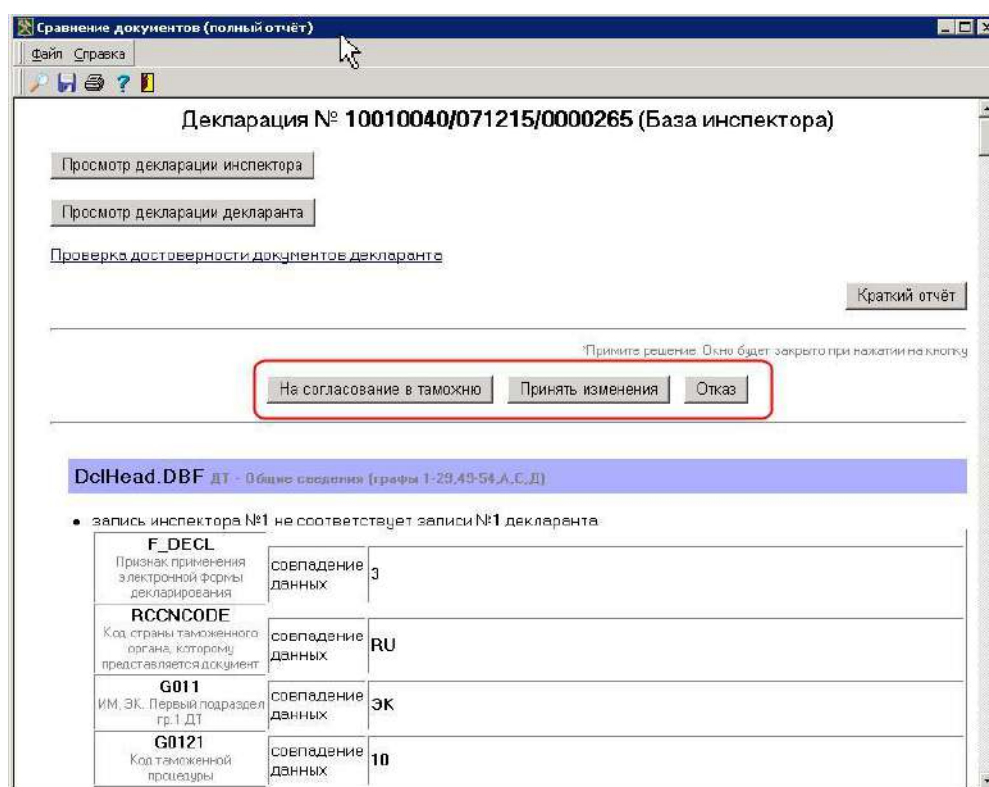 Сравнение документов (полный отчёт)
Файл Справка
Декларация № 10010040/071215/0000265 (База инспектора)
Просмотр декларации инспектора
Просмотр декларации декларанта
Проверка достоверности документов декларанта
Краткий отчёт
*Примите решение. Окно будет закрыто при нажатии на кнопку
На согласование в таможню Принять изменения Отказ
DclHead.DBF ДТ - Общие сведения (графы 1-29,49-54,А,С,Д)
• запись инспектора №1 не соответствует записи №1 декларанта
F_DECL
Признак применения
электронной формы
декларирования
совпадение
данных
3
RCCNCODE
Код страны таможенного
органа, которому
представляется документ
совпадение
данных
RU
G011
ИМ, ЭК. Первый подраздел
гр.1 ДТ
совпадение
данных
ЭК
G0121
Код таможенной
процедуры
совпадение
данных
10